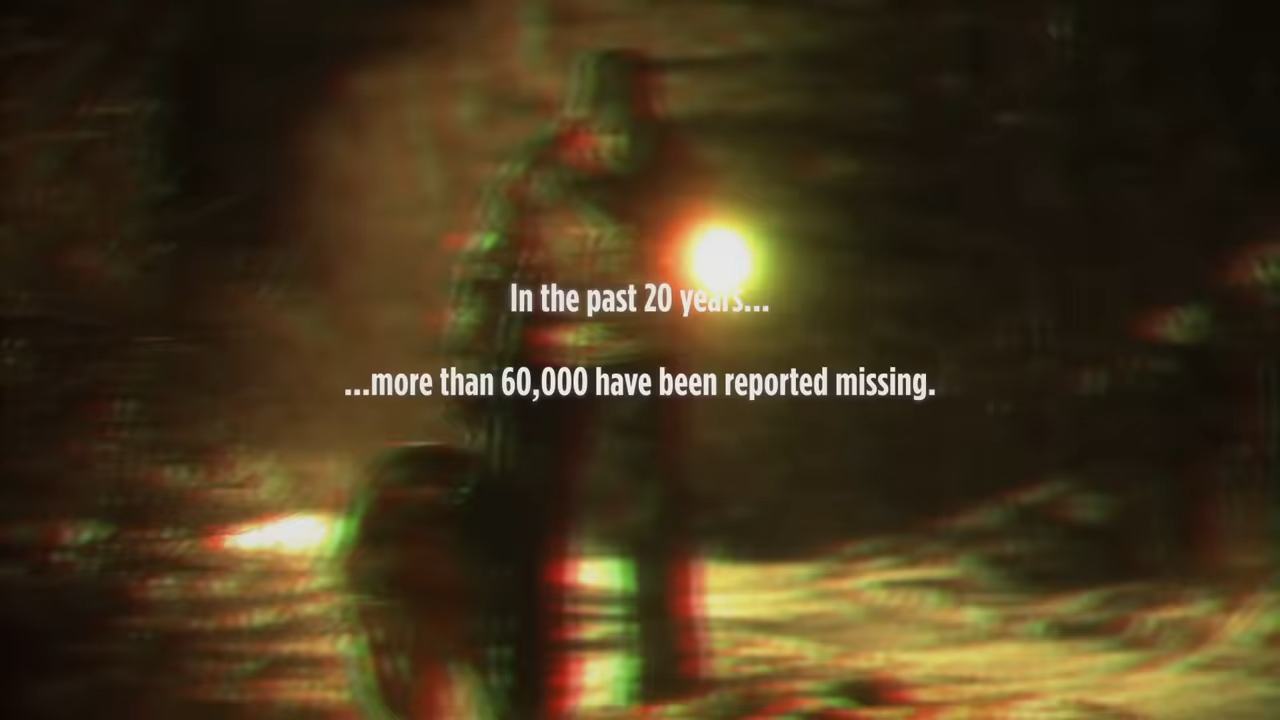 In the past 20 years...
...more than 60,000 have been reported missing.